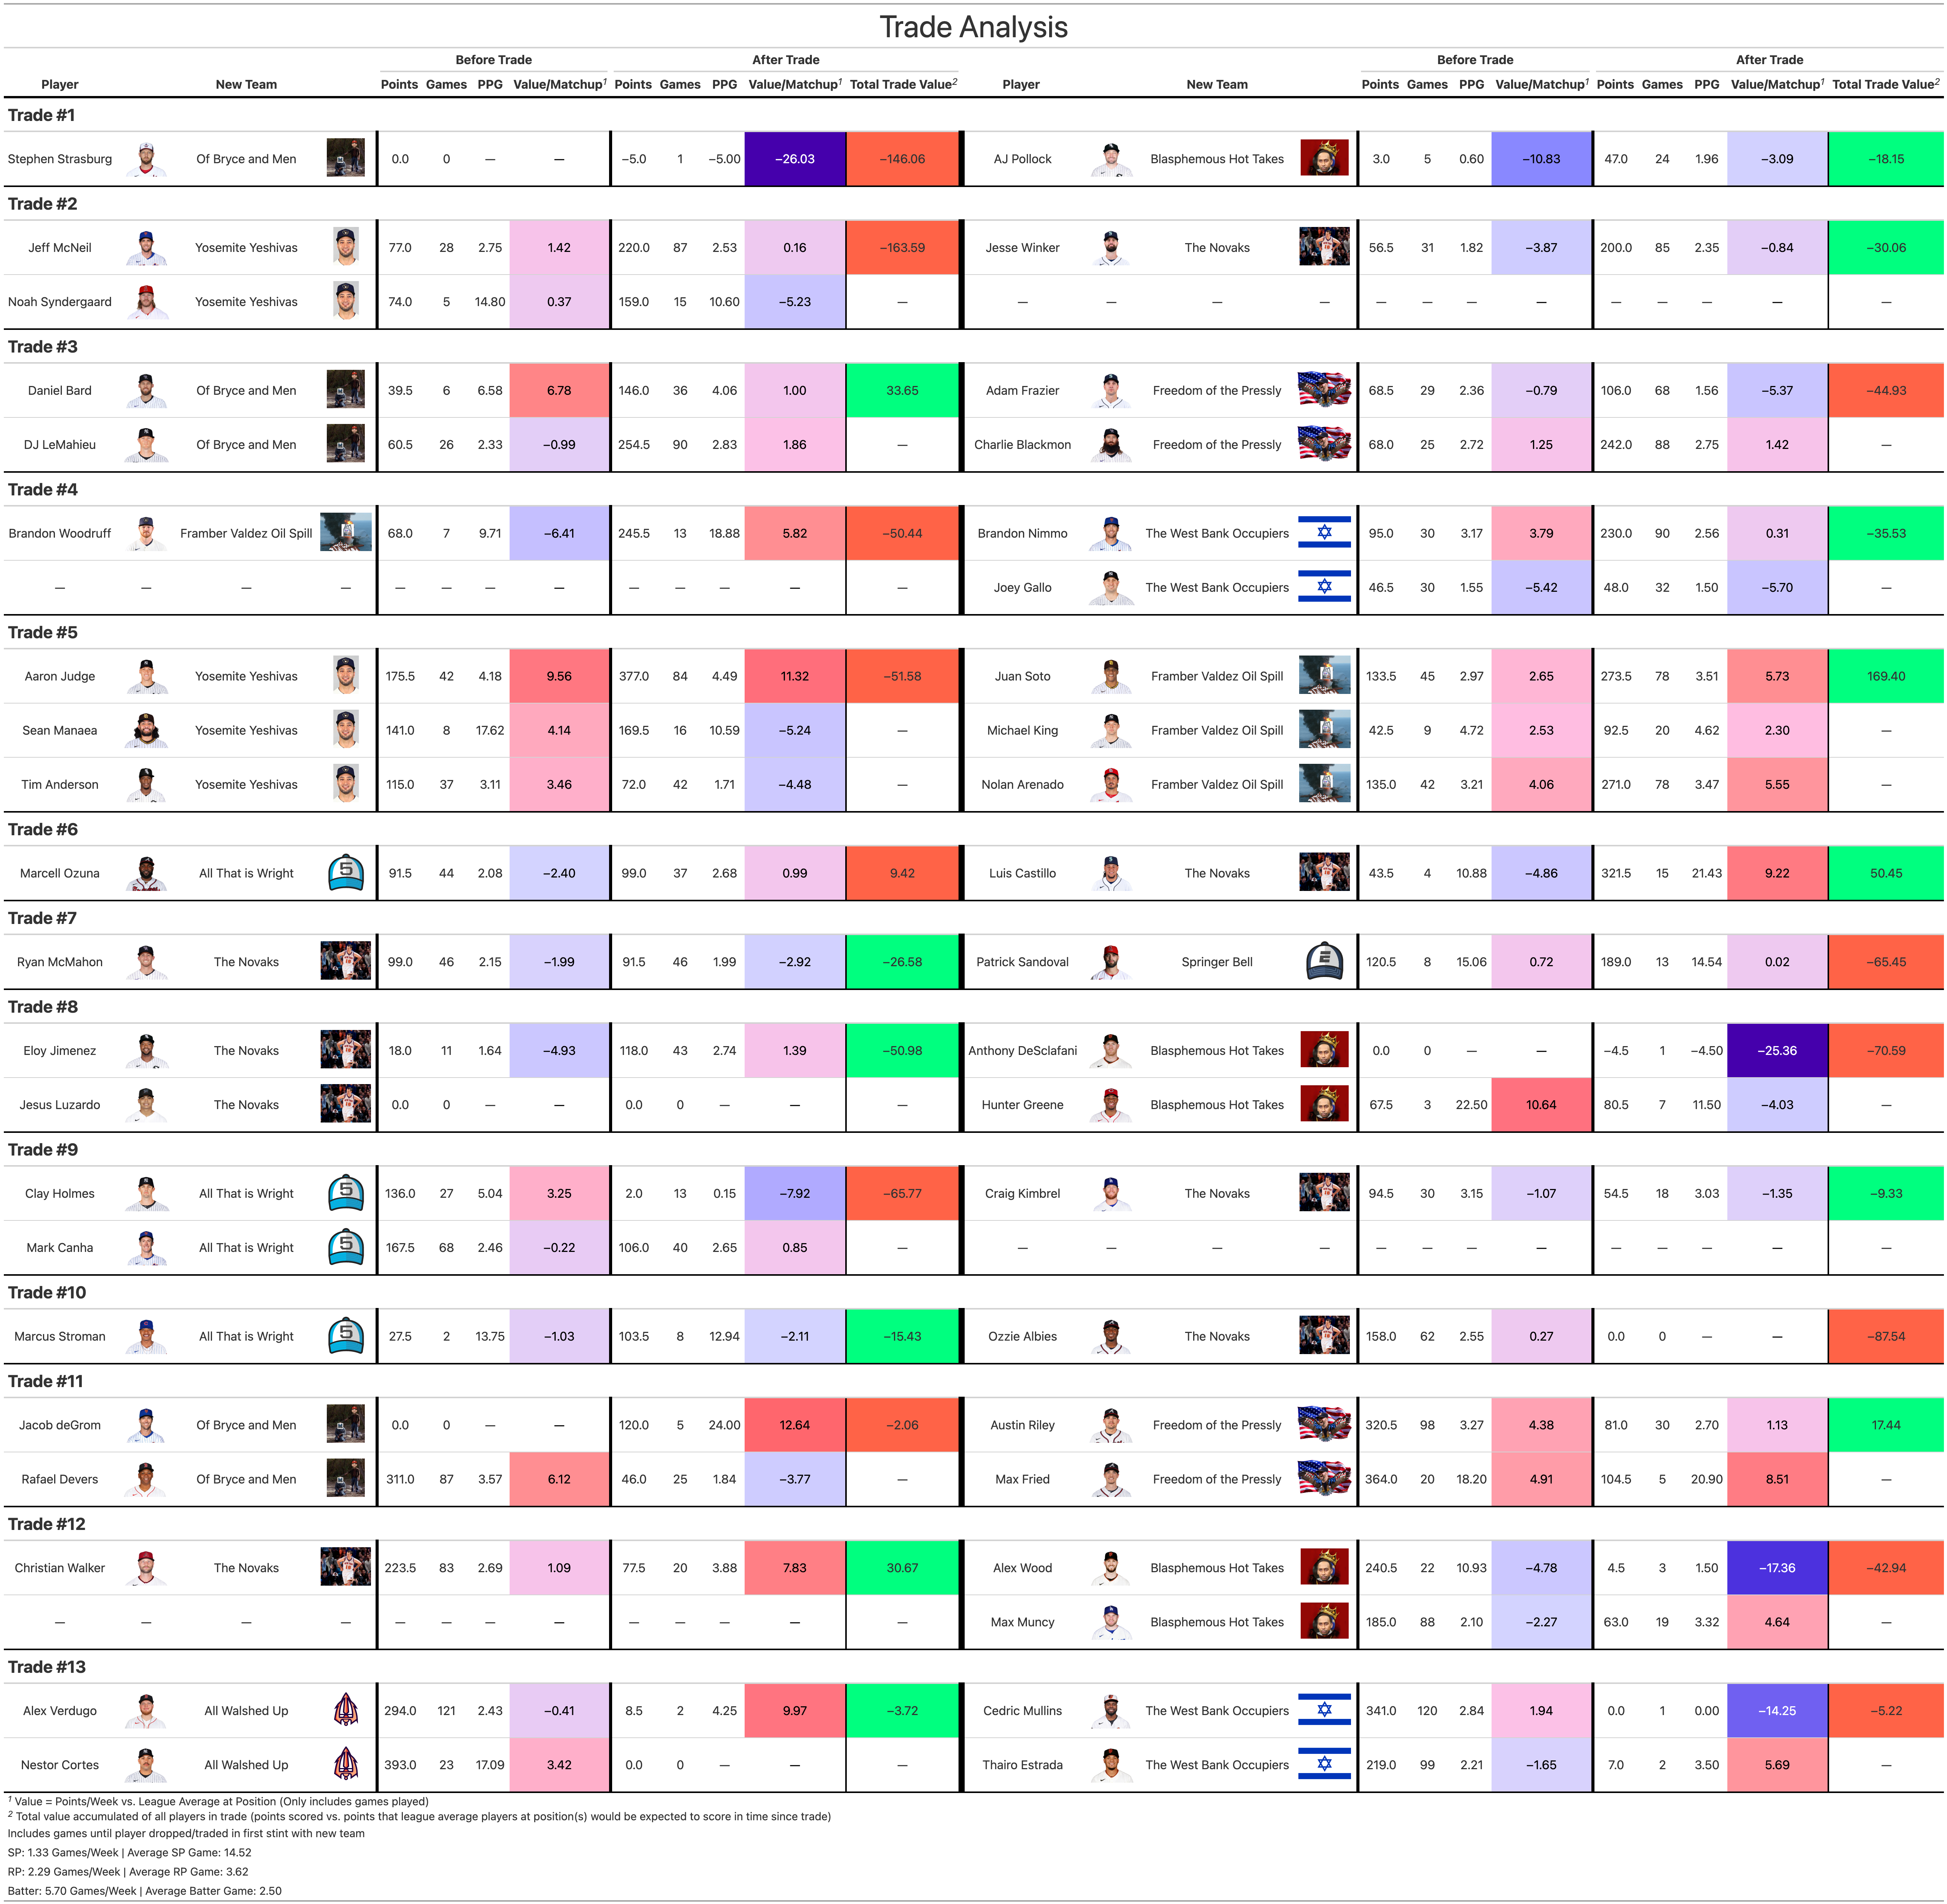 Trade Analysis
Before Trade After Trade Before Trade After Trade
Player New Team Points Games PPG Value/Matchup¹ Points Games PPG Value/Matchup¹ Total Trade Value² Player New Team Points Games PPG Value/Matchup¹ Points Games PPG Value/Matchup¹ Total Trade Value²
Trade #1
Stephen Strasburg Of Bryce and Men 0.0 0 — — −5.0 1 −5.00 −26.03 −146.06 AJ Pollock Blasphemous Hot Takes 3.0 5 0.60 −10.83 47.0 24 1.96 −3.09 −18.15
Trade #2
Jeff McNeil Yosemite Yeshivas 77.0 28 2.75 1.42 220.0 87 2.53 0.16 −163.59 Jesse Winker The Novaks 56.5 31 1.82 −3.87 200.0 85 2.35 −0.84 −30.06
Noah Syndergaard Yosemite Yeshivas 74.0 5 14.80 0.37 159.0 15 10.60 −5.23 — — — — — — — — — — — — —
Trade #3
Daniel Bard Of Bryce and Men 39.5 6 6.58 6.78 146.0 36 4.06 1.00 33.65 Adam Frazier Freedom of the Pressly 68.5 29 2.36 −0.79 106.0 68 1.56 −5.37 −44.93
DJ LeMahieu Of Bryce and Men 60.5 26 2.33 −0.99 254.5 90 2.83 1.86 — Charlie Blackmon Freedom of the Pressly 68.0 25 2.72 1.25 242.0 88 2.75 1.42 —
Trade #4
Brandon Woodruff Framber Valdez Oil Spill 68.0 7 9.71 −6.41 245.5 13 18.88 5.82 −50.44 Brandon Nimmo The West Bank Occupiers 95.0 30 3.17 3.79 230.0 90 2.56 0.31 −35.53
— — — — — — — — — — — — — Joey Gallo The West Bank Occupiers 46.5 30 1.55 −5.42 48.0 32 1.50 −5.70 —
Trade #5
Aaron Judge Yosemite Yeshivas 175.5 42 4.18 9.56 377.0 84 4.49 11.32 −51.58 Juan Soto Framber Valdez Oil Spill 133.5 45 2.97 2.65 273.5 78 3.51 5.73 169.40
Sean Manaea Yosemite Yeshivas 141.0 8 17.62 4.14 169.5 16 10.59 −5.24 — Michael King Framber Valdez Oil Spill 42.5 9 4.72 2.53 92.5 20 4.62 2.30 —
Tim Anderson Yosemite Yeshivas 115.0 37 3.11 3.46 72.0 42 1.71 −4.48 — Nolan Arenado Framber Valdez Oil Spill 135.0 42 3.21 4.06 271.0 78 3.47 5.55 —
Trade #6
Marcell Ozuna All That is Wright 5 91.5 44 2.08 −2.40 99.0 37 2.68 0.99 9.42 Luis Castillo The Novaks 43.5 4 10.88 −4.86 321.5 15 21.43 9.22 50.45
Trade #7
Ryan McMahon The Novaks 99.0 46 2.15 −1.99 91.5 46 1.99 −2.92 −26.58 Patrick Sandoval Springer Bell 120.5 8 15.06 0.72 189.0 13 14.54 0.02 −65.45
Trade #8
Eloy Jimenez The Novaks 18.0 11 1.64 −4.93 118.0 43 2.74 1.39 −50.98 Anthony DeSclafani Blasphemous Hot Takes 0.0 0 — — −4.5 1 −4.50 −25.36 −70.59
Jesus Luzardo The Novaks 0.0 0 — — 0.0 0 — — — Hunter Greene Blasphemous Hot Takes 67.5 3 22.50 10.64 80.5 7 11.50 −4.03 —
Trade #9
Clay Holmes All That is Wright 5 136.0 27 5.04 3.25 2.0 13 0.15 −7.92 −65.77 Craig Kimbrel The Novaks 94.5 30 3.15 −1.07 54.5 18 3.03 −1.35 −9.33
Mark Canha All That is Wright 5 167.5 68 2.46 −0.22 106.0 40 2.65 0.85 — — — — — — — — — — — — —
Trade #10
Marcus Stroman All That is Wright 5 27.5 2 13.75 −1.03 103.5 8 12.94 −2.11 −15.43 Ozzie Albies The Novaks 158.0 62 2.55 0.27 0.0 0 — — −87.54
Trade #11
Jacob deGrom Of Bryce and Men 0.0 0 — — 120.0 5 24.00 12.64 −2.06 Austin Riley Freedom of the Pressly 320.5 98 3.27 4.38 81.0 30 2.70 1.13 17.44
Rafael Devers Of Bryce and Men 311.0 87 3.57 6.12 46.0 25 1.84 −3.77 — Max Fried Freedom of the Pressly 364.0 20 18.20 4.91 104.5 5 20.90 8.51 —
Trade #12
Christian Walker The Novaks 223.5 83 2.69 1.09 77.5 20 3.88 7.83 30.67 Alex Wood Blasphemous Hot Takes 240.5 22 10.93 −4.78 4.5 3 1.50 −17.36 −42.94
— — — — — — — — — — — — — Max Muncy Blasphemous Hot Takes 185.0 88 2.10 −2.27 63.0 19 3.32 4.64 —
Trade #13
Alex Verdugo All Walshed Up 294.0 121 2.43 −0.41 8.5 2 4.25 9.97 −3.72 Cedric Mullins The West Bank Occupiers 341.0 120 2.84 1.94 0.0 1 0.00 −14.25 −5.22
Nestor Cortes All Walshed Up 393.0 23 17.09 3.42 0.0 0 — — — Thairo Estrada The West Bank Occupiers 219.0 99 2.21 −1.65 7.0 2 3.50 5.69 —
¹ Value = Points/Week vs. League Average at Position (Only includes games played)
² Total value accumulated of all players in trade (points scored vs. points that league average players at position(s) would be expected to score in time since trade)
Includes games until player dropped/traded in first stint with new team
SP: 1.33 Games/Week | Average SP Game: 14.52
RP: 2.29 Games/Week | Average RP Game: 3.62
Batter: 5.70 Games/Week | Average Batter Game: 2.50